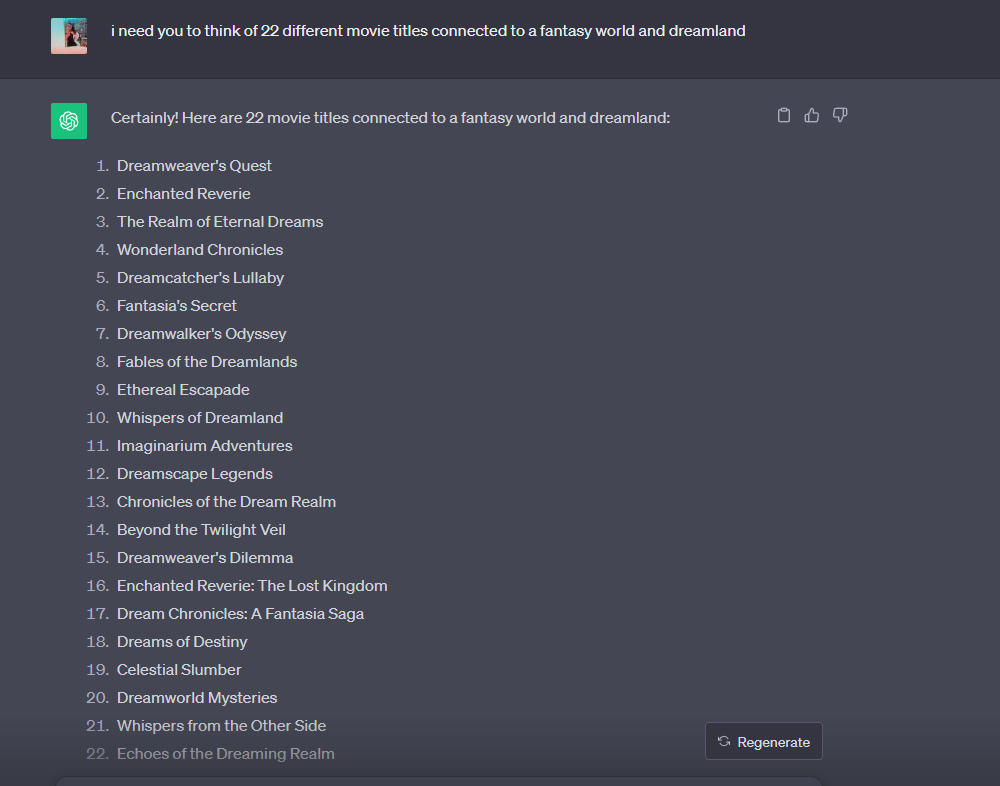 i need you to think of 22 different movie titles connected to a fantasy world and dreamland
Certainly! Here are 22 movie titles connected to a fantasy world and dreamland:
1. Dreamweaver's Quest
2. Enchanted Reverie
3. The Realm of Eternal Dreams
4. Wonderland Chronicles
5. Dreamcatcher's Lullaby
6. Fantasia's Secret
7. Dreamwalker's Odyssey
8. Fables of the Dreamlands
9. Ethereal Escapade
10. Whispers of Dreamland
11. Imaginarium Adventures
12. Dreamscape Legends
13. Chronicles of the Dream Realm
14. Beyond the Twilight Veil
15. Dreamweaver's Dilemma
16. Enchanted Reverie: The Lost Kingdom
17. Dream Chronicles: A Fantasia Saga
18. Dreams of Destiny
19. Celestial Slumber
20. Dreamworld Mysteries
21. Whispers from the Other Side
22. Echoes of the Dreaming Realm
Regenerate